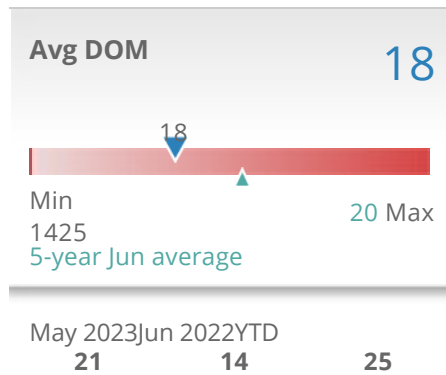 Avg DOM
18
18
Min
20 Max
1425
5-year Jun average
May 2023Jun 2022YTD
21 14 25